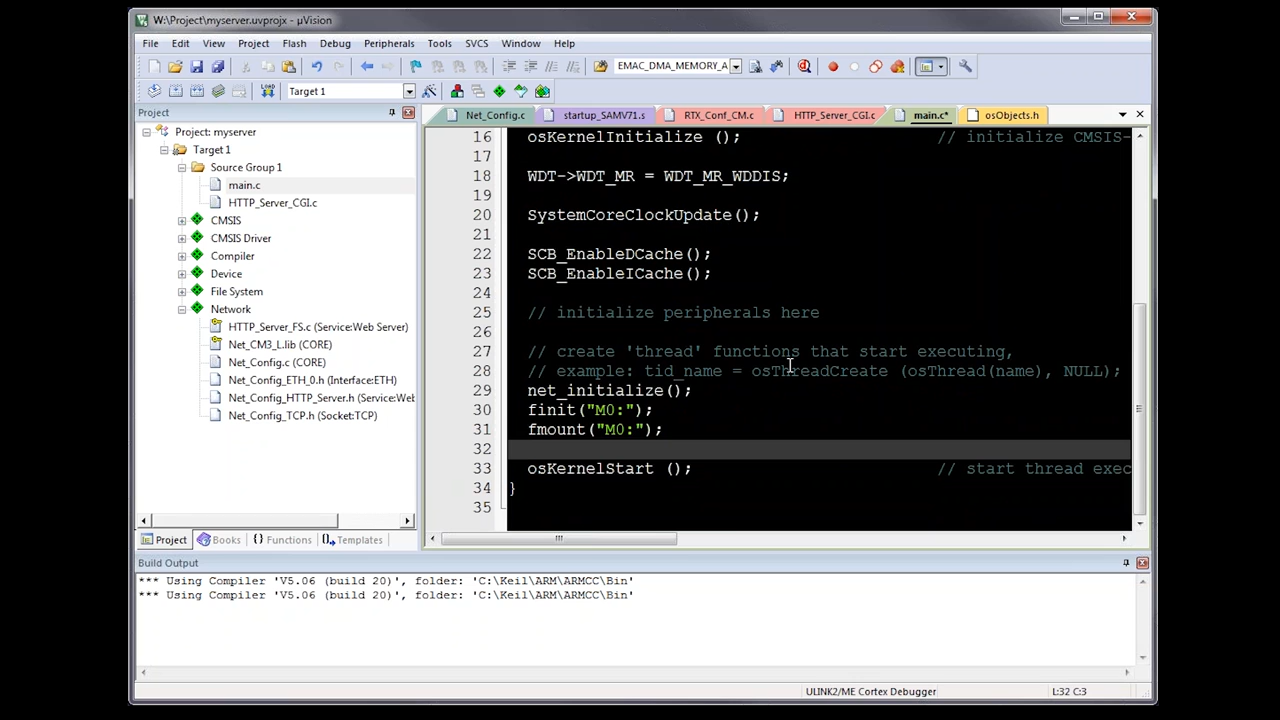 W:\Project\myserver.uvprojx - µVision
File Edit View Project Flash Debug Peripherals Tools SVCS Window Help
EMAC_DMA_MEMORY_A
LOAD Target 1
Project
Net_Config.c startup_SAMV71.s RTX_Conf_CM.c HTTP_Server_CGI.c main.c* osObjects.h
Project: myserver
Target 1
Source Group 1
main.c
HTTP_Server_CGI.c
CMSIS
CMSIS Driver
Compiler
Device
File System
Network
HTTP_Server_FS.c (Service:Web Server)
Net_CM3_L.lib (CORE)
Net_Config.c (CORE)
Net_Config_ETH_0.h (Interface:ETH)
Net_Config_HTTP_Server.h (Service:Web
Net_Config_TCP.h (Socket:TCP)
Project Books Functions Templates
16 osKernelInitialize (); // initialize CMSIS-
17
18 WDT->WDT_MR = WDT_MR_WDDIS;
19
20 SystemCoreClockUpdate();
21
22 SCB_EnableDCache();
23 SCB_EnableICache();
24
25 // initialize peripherals here
26
27 // create 'thread' functions that start executing,
28 // example: tid_name = osThreadCreate (osThread(name), NULL);
29 net_initialize();
30 finit("M0:");
31 fmount("M0:");
32
33 osKernelStart (); // start thread exec
34 }
35
Build Output
*** Using Compiler 'V5.06 (build 20)', folder: 'C:\Keil\ARM\ARMCC\Bin'
*** Using Compiler 'V5.06 (build 20)', folder: 'C:\Keil\ARM\ARMCC\Bin'
ULINK2/ME Cortex Debugger L:32 C:3